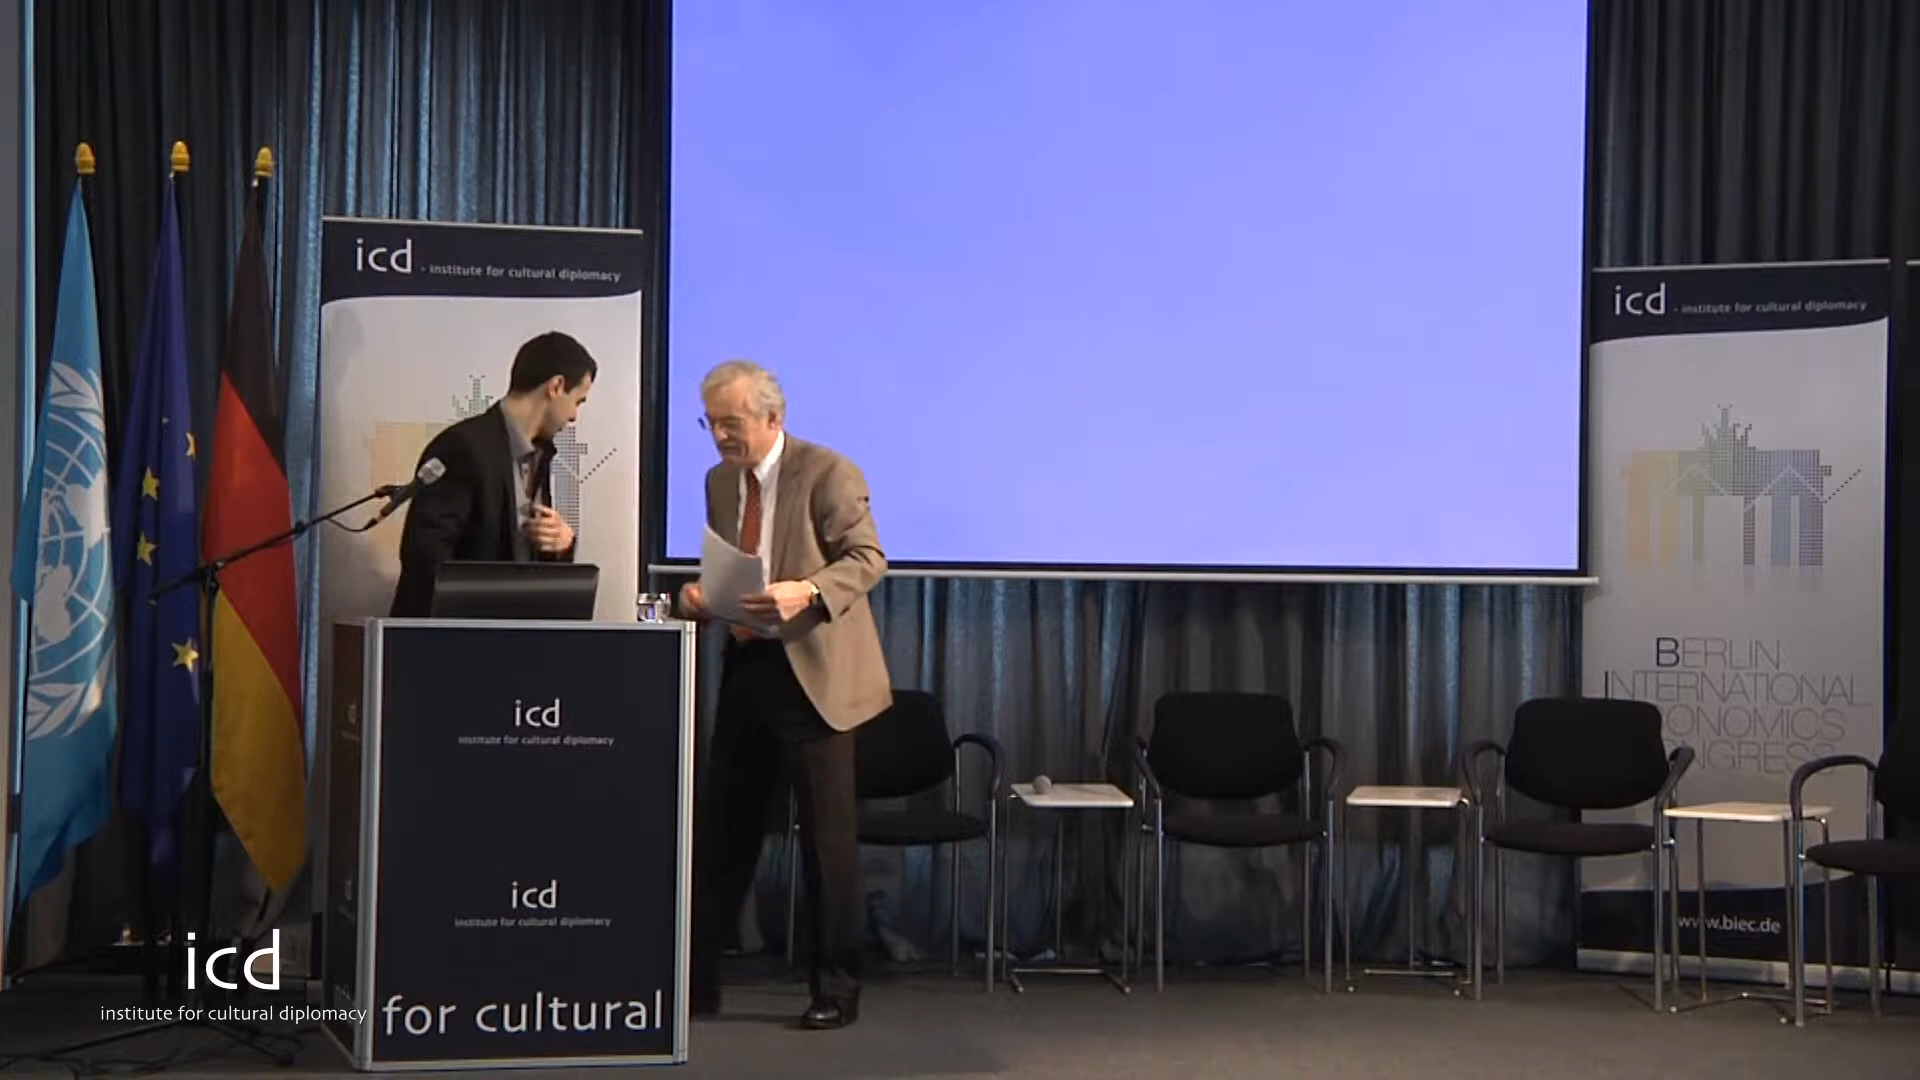 icd - institute for cultural diplomacy
icd - institute for cultural diplomacy
BERLIN
INTERNATIONAL
ONOMICS
NGRESS
www.biec.de
icd
institute for cultural diplomacy
icd
institute for cultural diplomacy
for cultural
icd
institute for cultural diplomacy